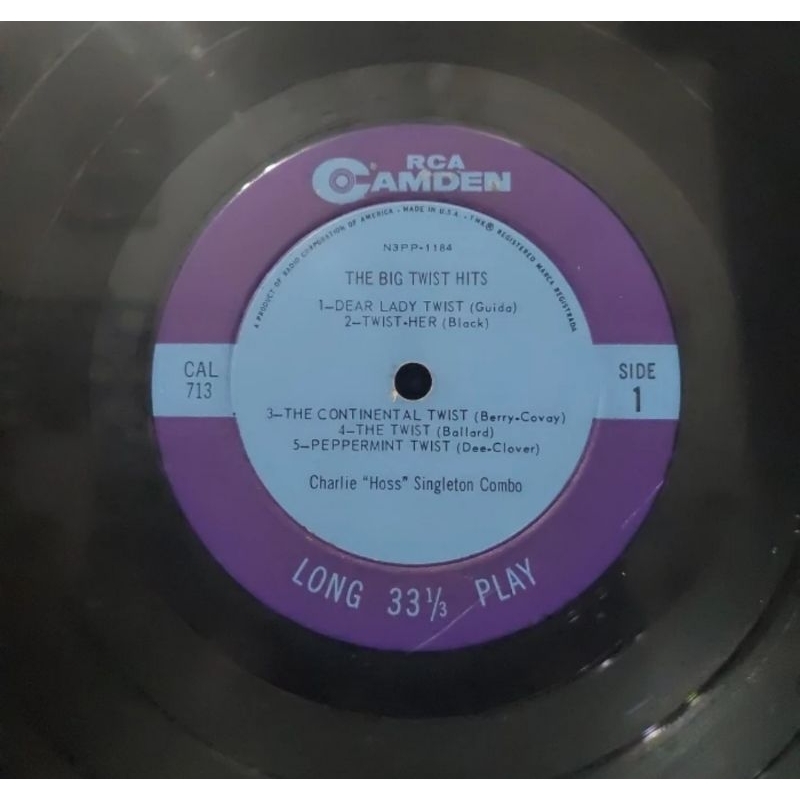 RCA
CAMDEN
®
A PRODUCT OF RADIO CORPORATION OF AMERICA • MADE IN U.S.A. • TMK® REGISTERED MARCA REGISTRADA
N3PP-1184
THE BIG TWIST HITS
1—DEAR LADY TWIST (Guida)
2—TWIST-HER (Black)
CAL
713
SIDE
1
3—THE CONTINENTAL TWIST (Berry-Covay)
4—THE TWIST (Ballard)
5—PEPPERMINT TWIST (Dee-Clover)
Charlie "Hoss" Singleton Combo
LONG 33⅓ PLAY